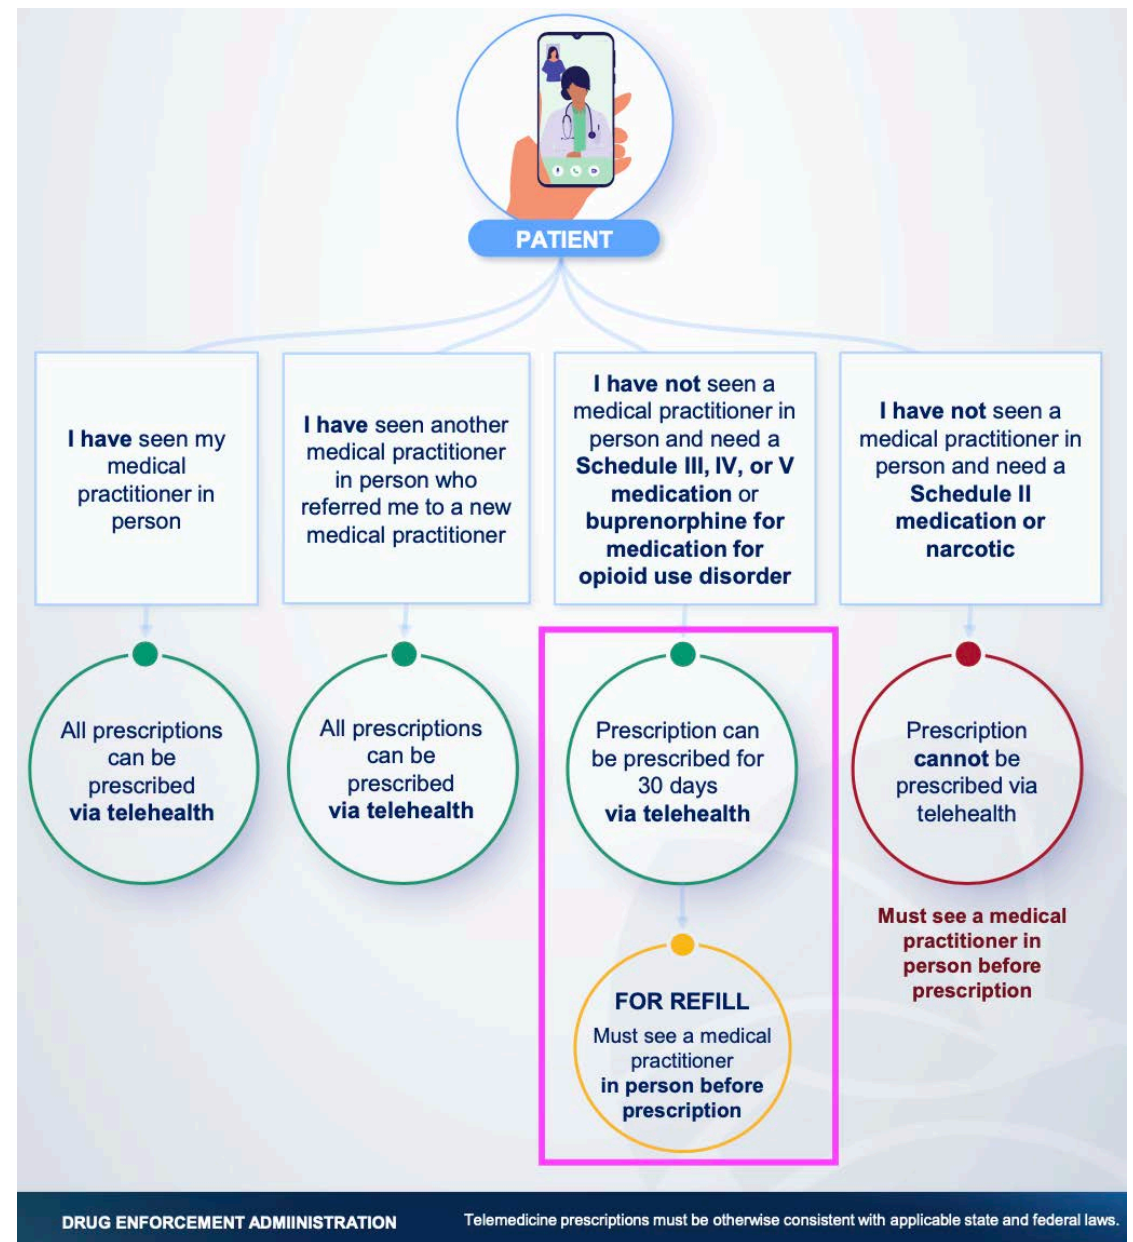 PATIENT
I have seen my
medical
practitioner in
person
I have seen another
medical practitioner
in person who
referred me to a new
medical practitioner
I have not seen a
medical practitioner in
person and need a
Schedule III, IV, or V
medication or
buprenorphine for
medication for
opioid use disorder
I have not seen a
medical practitioner in
person and need a
Schedule II
medication or
narcotic
All prescriptions
can be
prescribed
via telehealth
All prescriptions
can be
prescribed
via telehealth
Prescription can
be prescribed for
30 days
via telehealth
Prescription
cannot be
prescribed via
telehealth
Must see a medical
practitioner in
person before
prescription
FOR REFILL
Must see a medical
practitioner
in person before
prescription
DRUG ENFORCEMENT ADMIINISTRATION
Telemedicine prescriptions must be otherwise consistent with applicable state and federal laws.